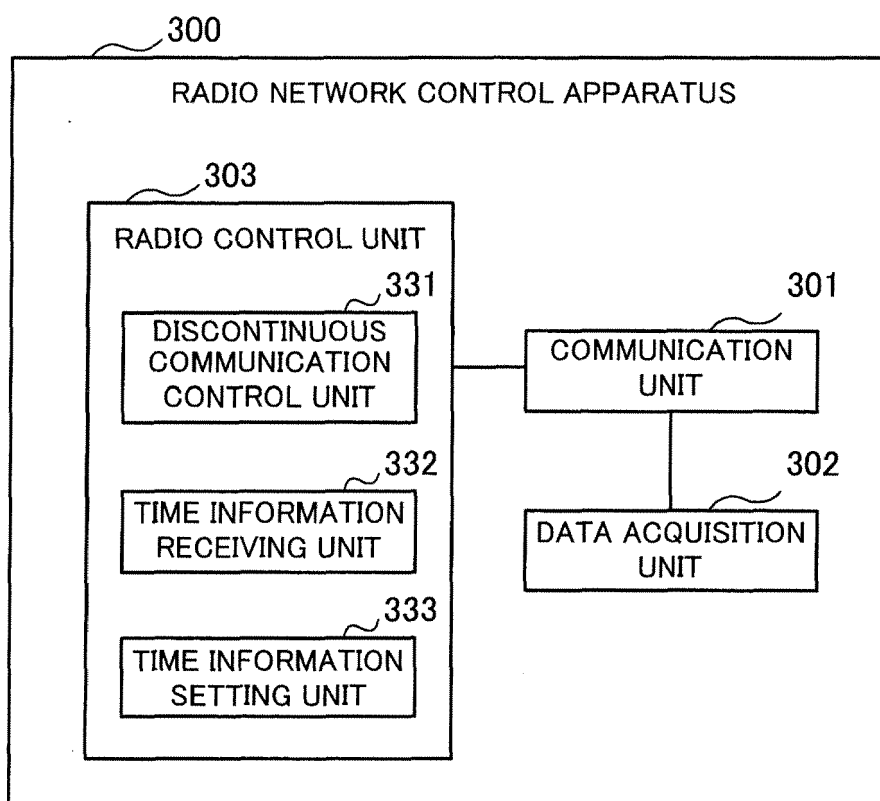 300
RADIO NETWORK CONTROL APPARATUS
303
RADIO CONTROL UNIT
331
DISCONTINUOUS
COMMUNICATION
CONTROL UNIT
332
TIME INFORMATION
RECEIVING UNIT
333
TIME INFORMATION
SETTING UNIT
301
COMMUNICATION
UNIT
302
DATA ACQUISITION
UNIT